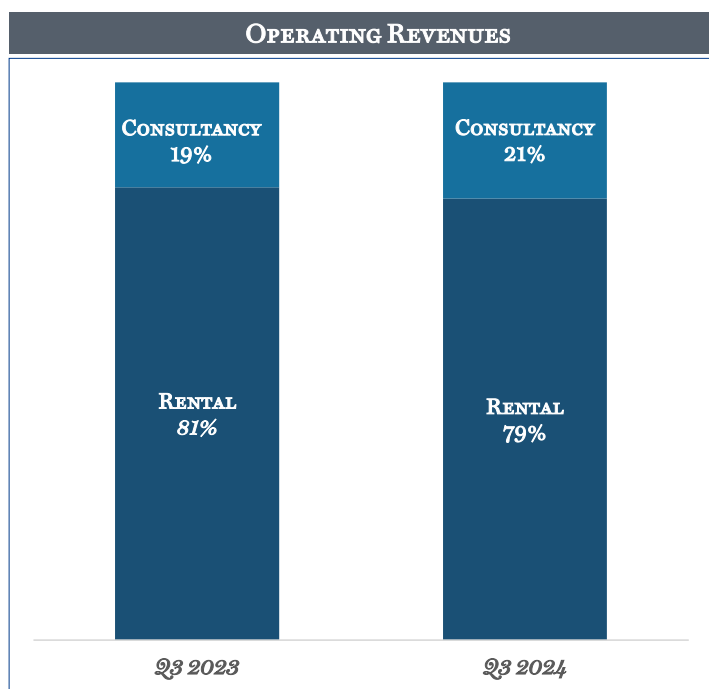 Operating Revenues
Consultancy
19%
Consultancy
21%
Rental
81%
Rental
79%
Q3 2023
Q3 2024